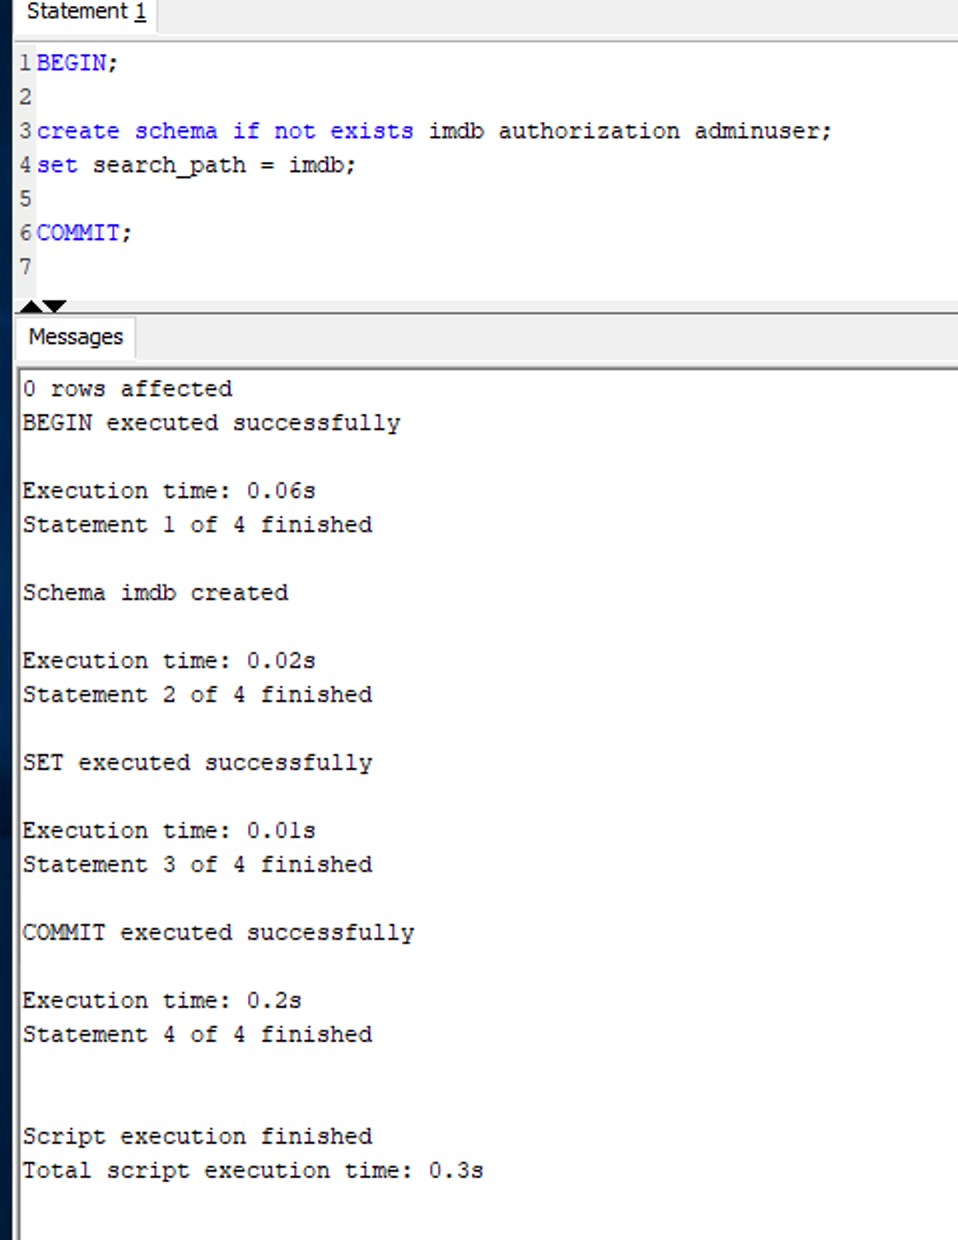 Statement 1
1 BEGIN;
2
3 create schema if not exists imdb authorization adminuser;
4 set search_path = imdb;
5
6 COMMIT;
7
Messages
0 rows affected
BEGIN executed successfully
Execution time: 0.06s
Statement 1 of 4 finished
Schema imdb created
Execution time: 0.02s
Statement 2 of 4 finished
SET executed successfully
Execution time: 0.01s
Statement 3 of 4 finished
COMMIT executed successfully
Execution time: 0.2s
Statement 4 of 4 finished
Script execution finished
Total script execution time: 0.3s